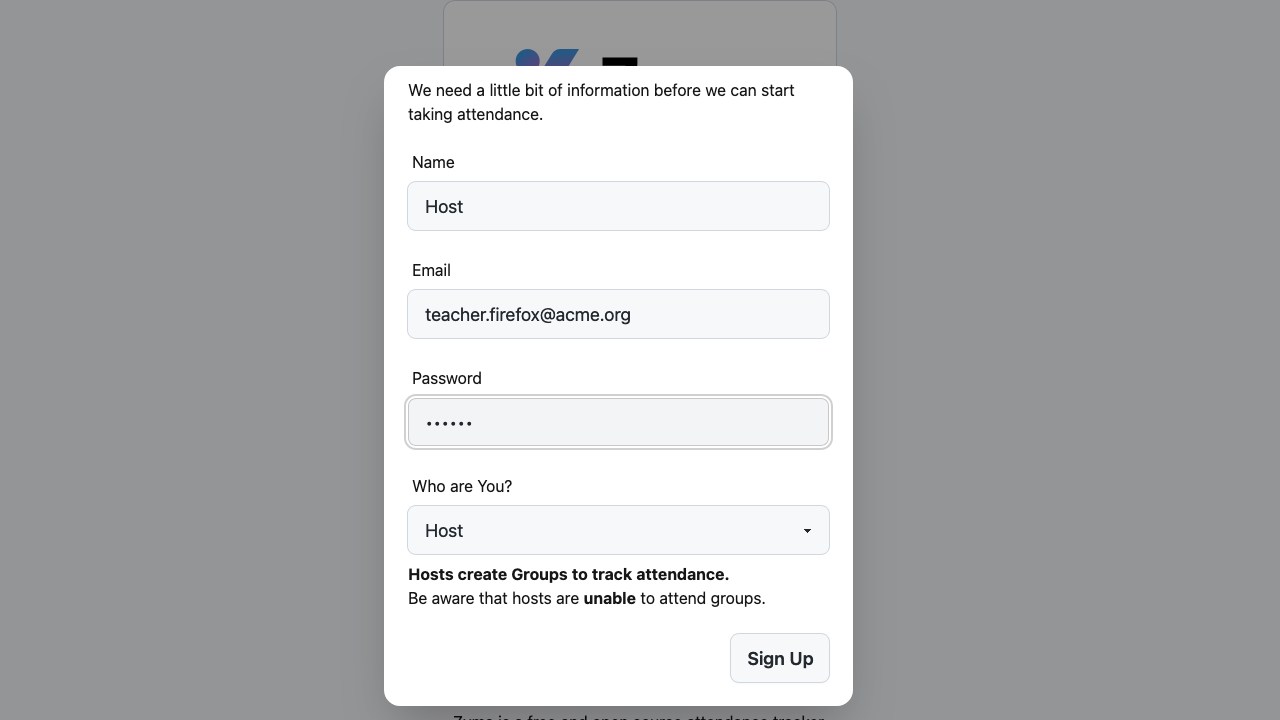 We need a little bit of information before we can start
taking attendance.
Name
Host
Email
teacher.firefox@acme.org
Password
••••••
Who are You?
Host
Hosts create Groups to track attendance.
Be aware that hosts are unable to attend groups.
Sign Up